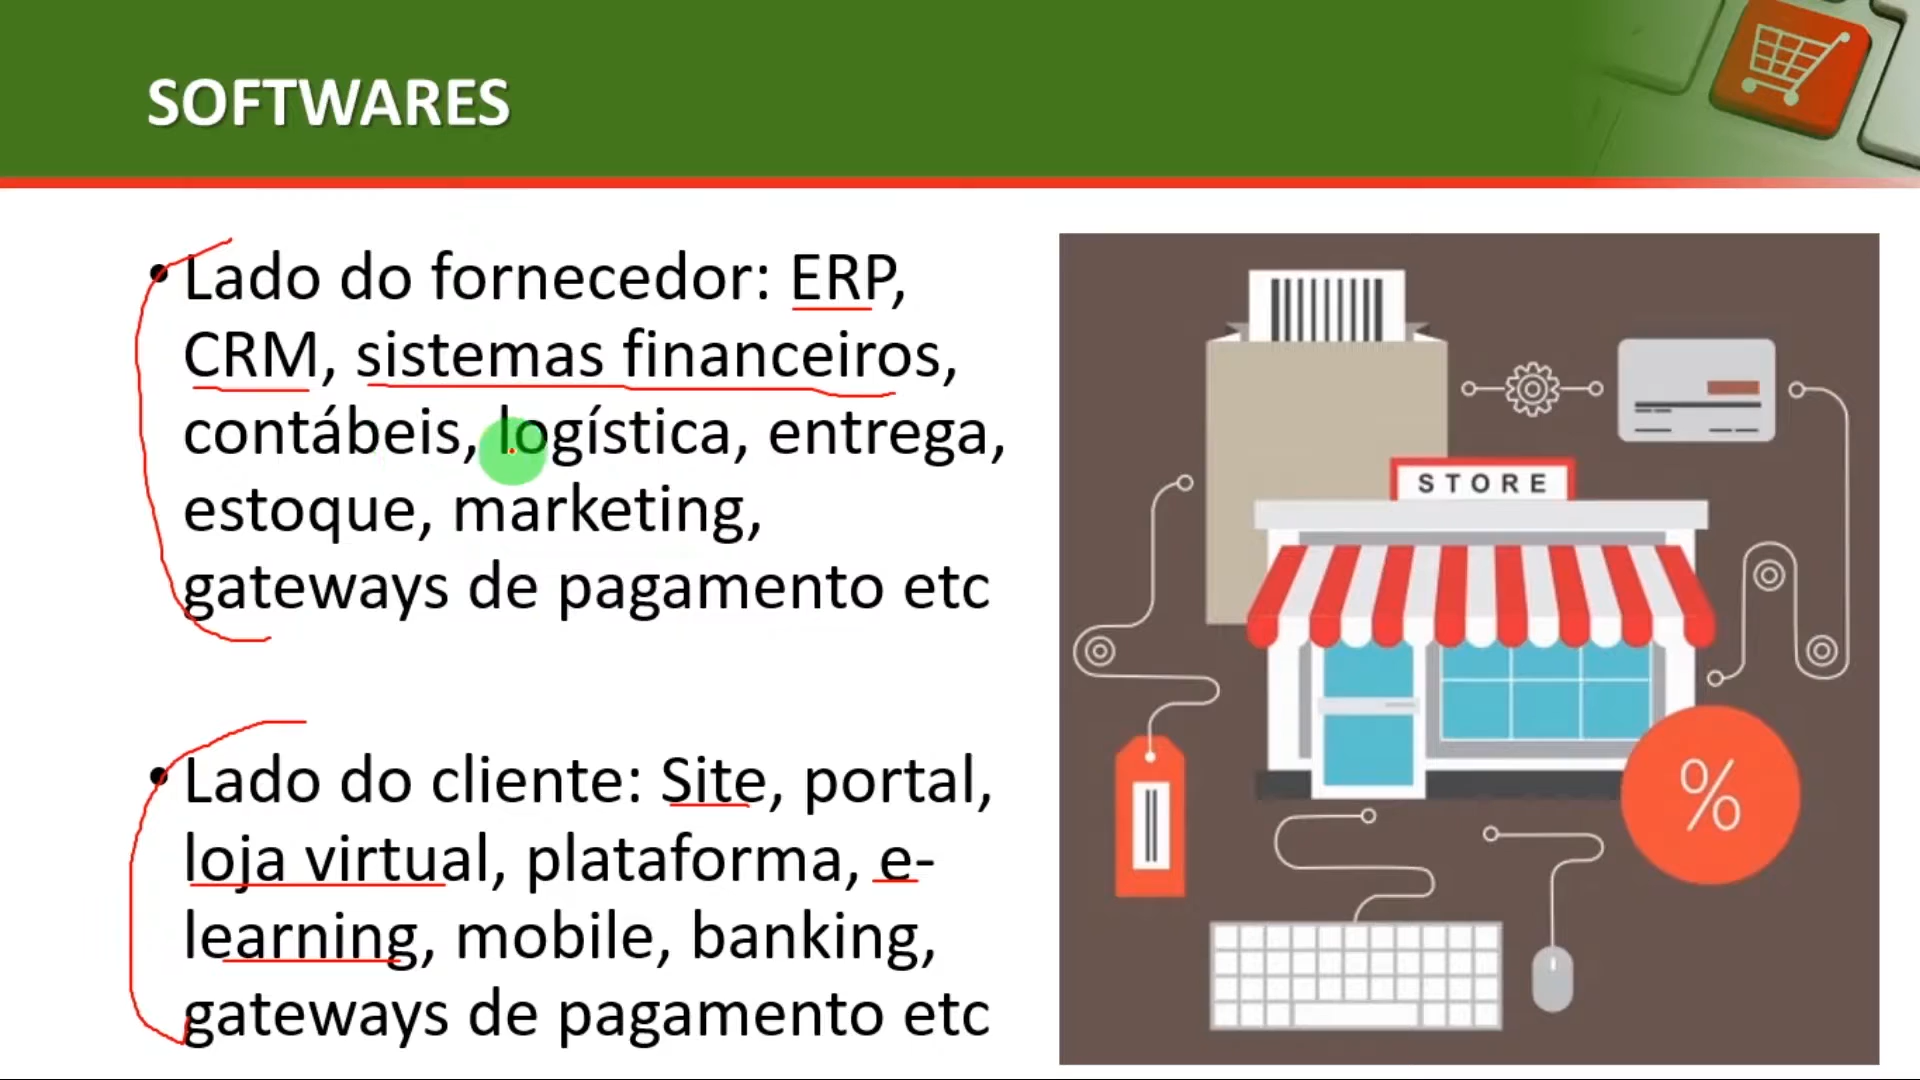 SOFTWARES
• Lado do fornecedor: ERP,
CRM, sistemas financeiros,
contábeis, logística, entrega,
estoque, marketing,
gateways de pagamento etc
• Lado do cliente: Site, portal,
loja virtual, plataforma, e-
learning, mobile, banking,
gateways de pagamento etc
STORE
%